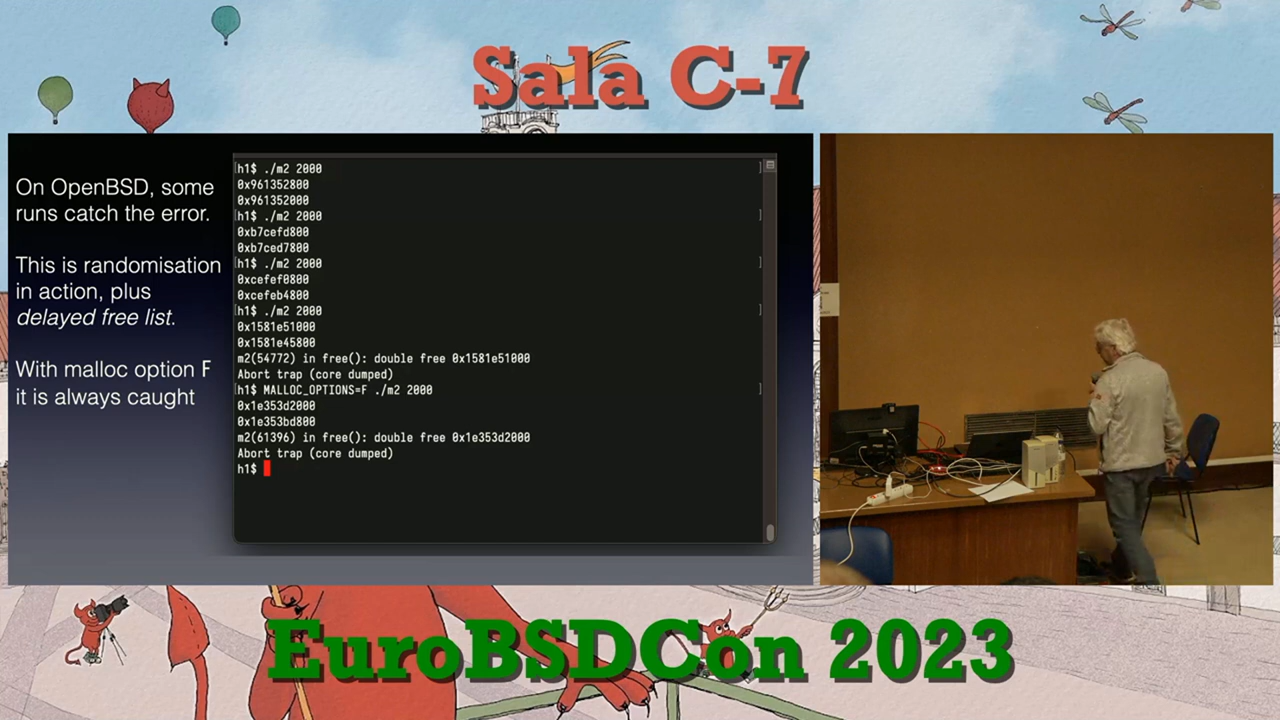 Sala C-7
On OpenBSD, some
runs catch the error.
This is randomisation
in action, plus
delayed free list.
With malloc option F
it is always caught
h1$ ./m2 2000
0x961352800
0x961352000
h1$ ./m2 2000
0xb7cefd800
0xb7ced7800
h1$ ./m2 2000
0xcefef0800
0xcefeb4800
h1$ ./m2 2000
0x1581e51000
0x1581e45800
m2(54772) in free(): double free 0x1581e51000
Abort trap (core dumped)
h1$ MALLOC_OPTIONS=F ./m2 2000
0x1e353d2000
0x1e353bd800
m2(61396) in free(): double free 0x1e353d2000
Abort trap (core dumped)
h1$
EuroBSDCon 2023